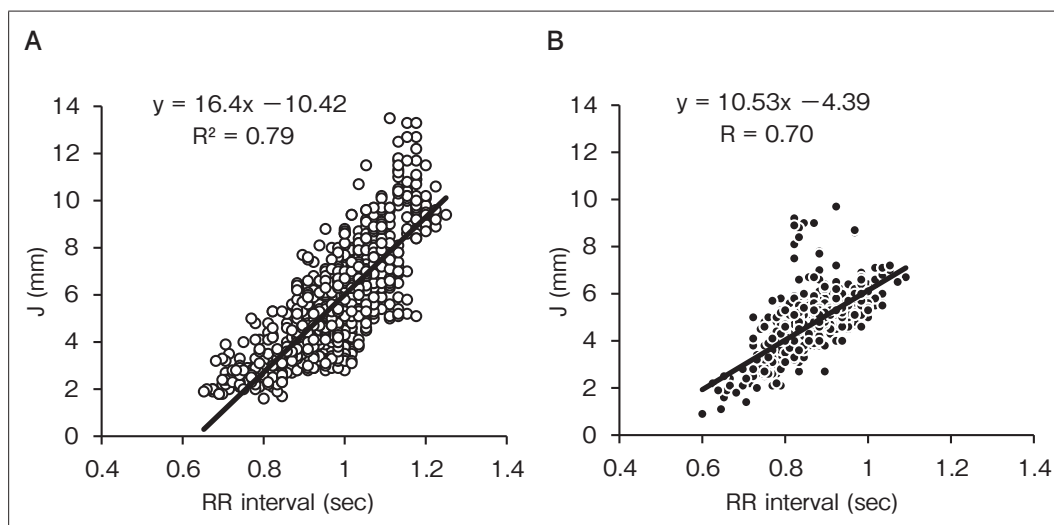 A
y = 16.4x −10.42
R² = 0.79
14
12
10
8
6
4
2
0
J (mm)
0.4 0.6 0.8 1 1.2 1.4
RR interval (sec)
B
y = 10.53x −4.39
R = 0.70
14
12
10
8
6
4
2
0
J (mm)
0.4 0.6 0.8 1 1.2 1.4
RR interval (sec)